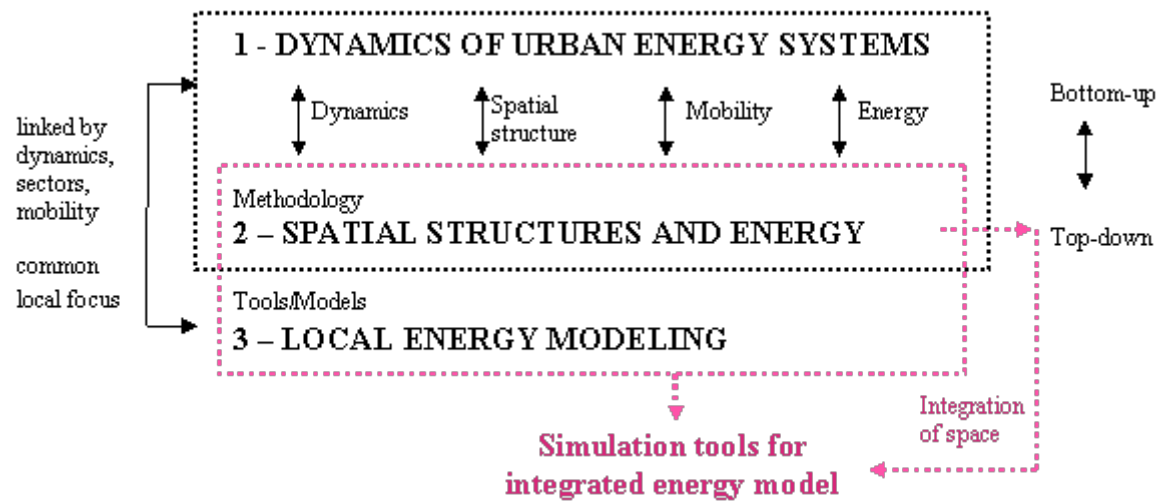 1 - DYNAMICS OF URBAN ENERGY SYSTEMS
Dynamics
Spatial
structure
Mobility
Energy
Bottom-up
linked by
dynamics,
sectors,
mobility
common
local focus
Methodology
2 – SPATIAL STRUCTURES AND ENERGY
Top-down
Tools/Models
3 – LOCAL ENERGY MODELING
Integration
of space
Simulation tools for
integrated energy model